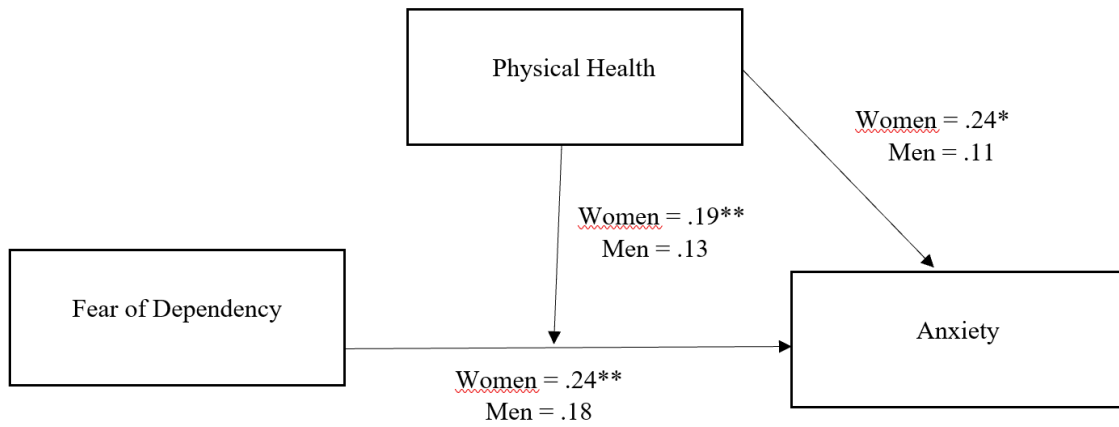 Physical Health
Women = .24*
Men = .11
Women = .19**
Men = .13
Fear of Dependency
Anxiety
Women = .24**
Men = .18